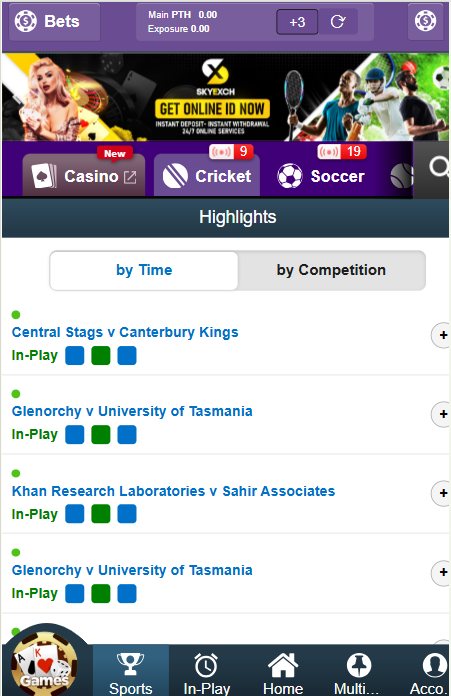 Bets
Main PTH 0.00
Exposure 0.00
+3
SKYEXCH
GET ONLINE ID NOW
INSTANT DEPOSIT- INSTANT WITHDRAWAL
24/7 ONLINE SERVICES
New
9
19
Casino
Cricket
Soccer
Highlights
by Time
by Competition
Central Stags v Canterbury Kings
In-Play
+
Glenorchy v University of Tasmania
In-Play
+
Khan Research Laboratories v Sahir Associates
In-Play
+
Glenorchy v University of Tasmania
In-Play
+
K
Games
Sports
In-Play
Home
Multi...
Acco...